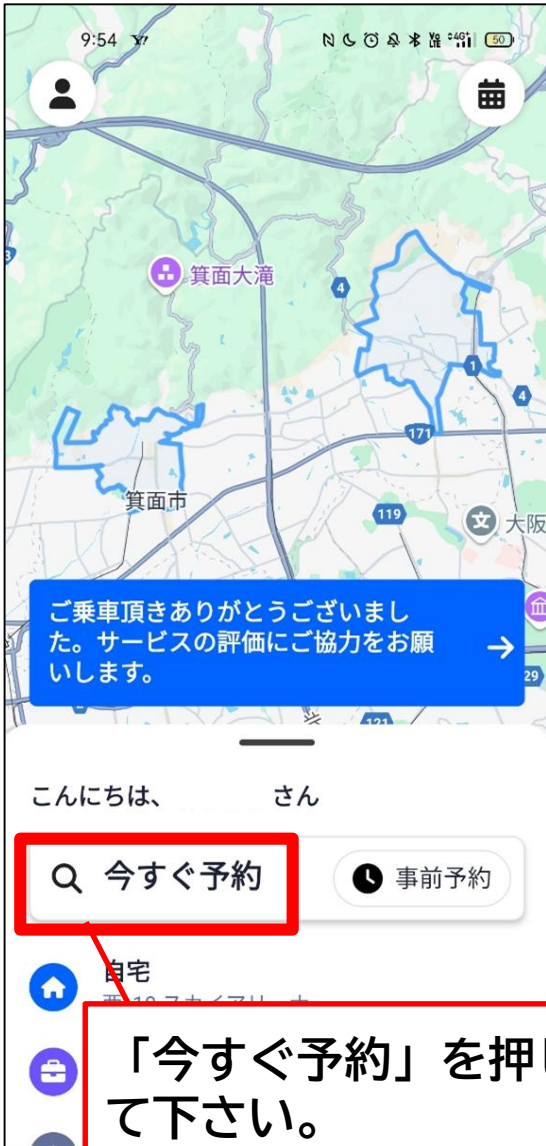 9:54
4G+
50
箕面大滝
4
1
4
171
箕面市
119
大阪
ご乗車頂きありがとうございまし
た。サービスの評価にご協力をお願
いします。
29
121
こんにちは、 さん
今すぐ予約
事前予約
自宅
「今すぐ予約」を押し
て下さい。